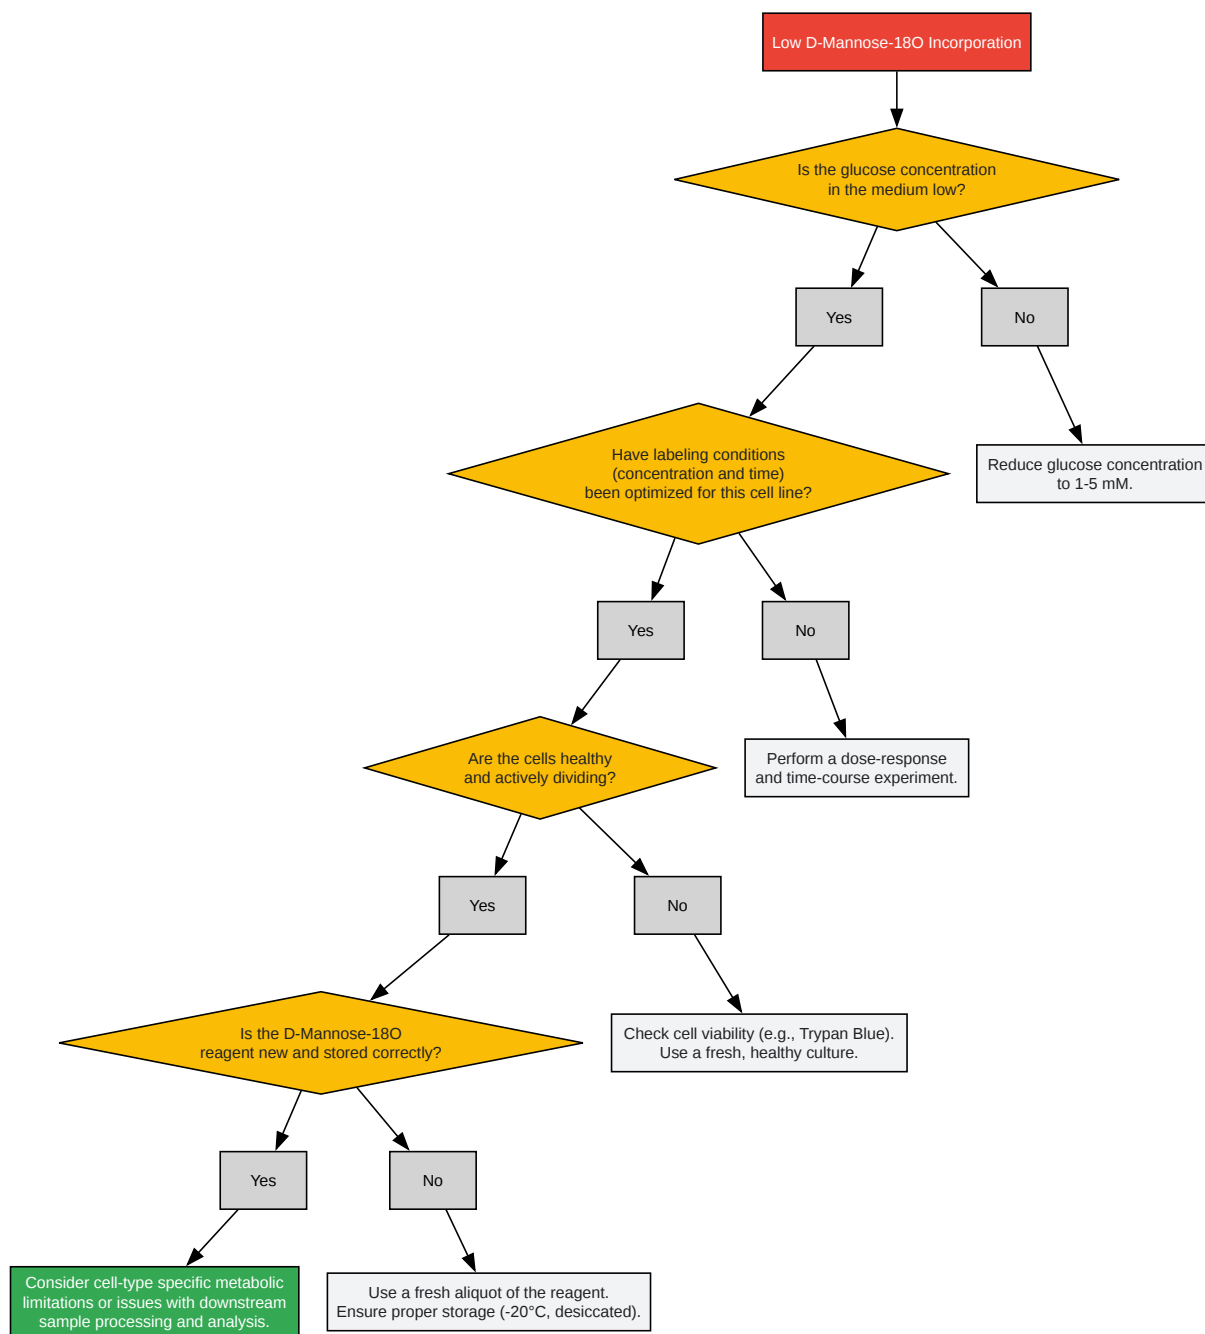 Low D-Mannose-18O Incorporation
Is the glucose concentration
in the medium low?
Yes
No
Have labeling conditions
(concentration and time)
been optimized for this cell line?
Reduce glucose concentration
to 1-5 mM.
Yes
No
Are the cells healthy
and actively dividing?
Perform a dose-response
and time-course experiment.
Yes
No
Is the D-Mannose-18O
reagent new and stored correctly?
Check cell viability (e.g., Trypan Blue).
Use a fresh, healthy culture.
Yes
No
Consider cell-type specific metabolic
limitations or issues with downstream
sample processing and analysis.
Use a fresh aliquot of the reagent.
Ensure proper storage (-20°C, desiccated).